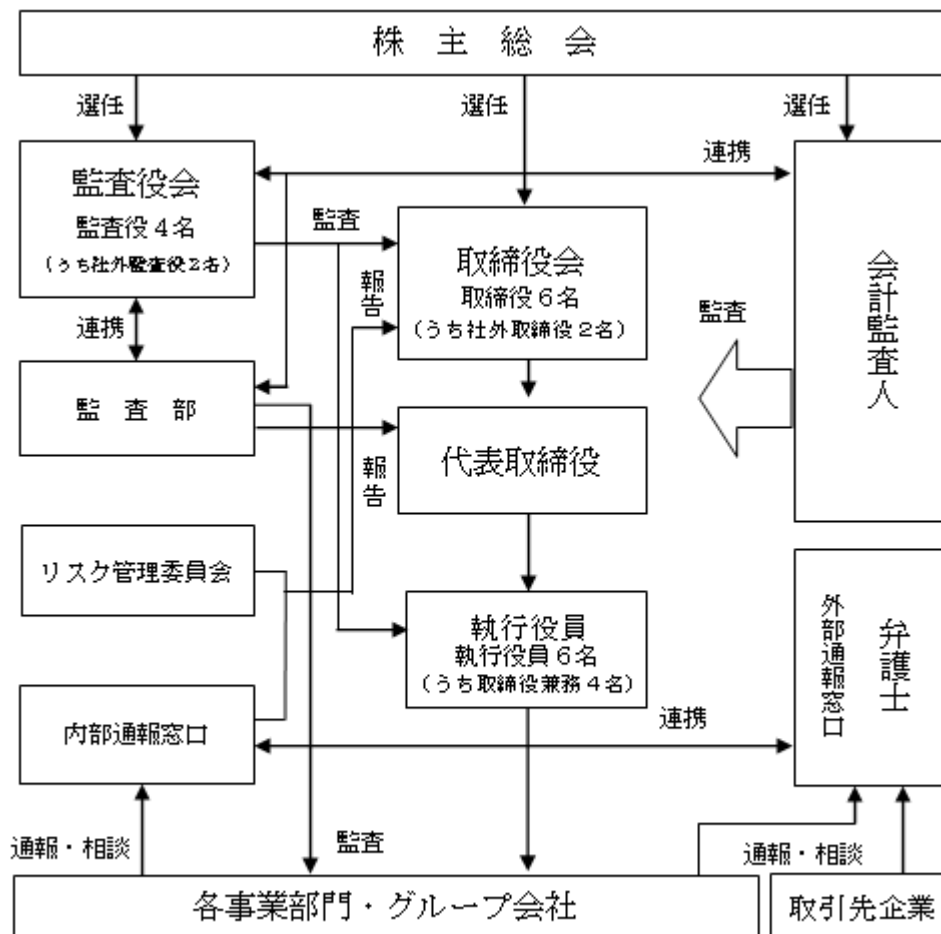 株主総会
選任
選任
選任
監査役会
監査役4名
(うち社外監査役2名)
連携
監査
取締役会
取締役6名
(うち社外取締役2名)
報告
会計監査人
監査
連携
監査部
代表取締役
報告
リスク管理委員会
執行役員
執行役員6名
(うち取締役兼務4名)
弁護士
外部通報窓口
内部通報窓口
連携
通報・相談
監査
通報・相談
各事業部門・グループ会社
取引先企業